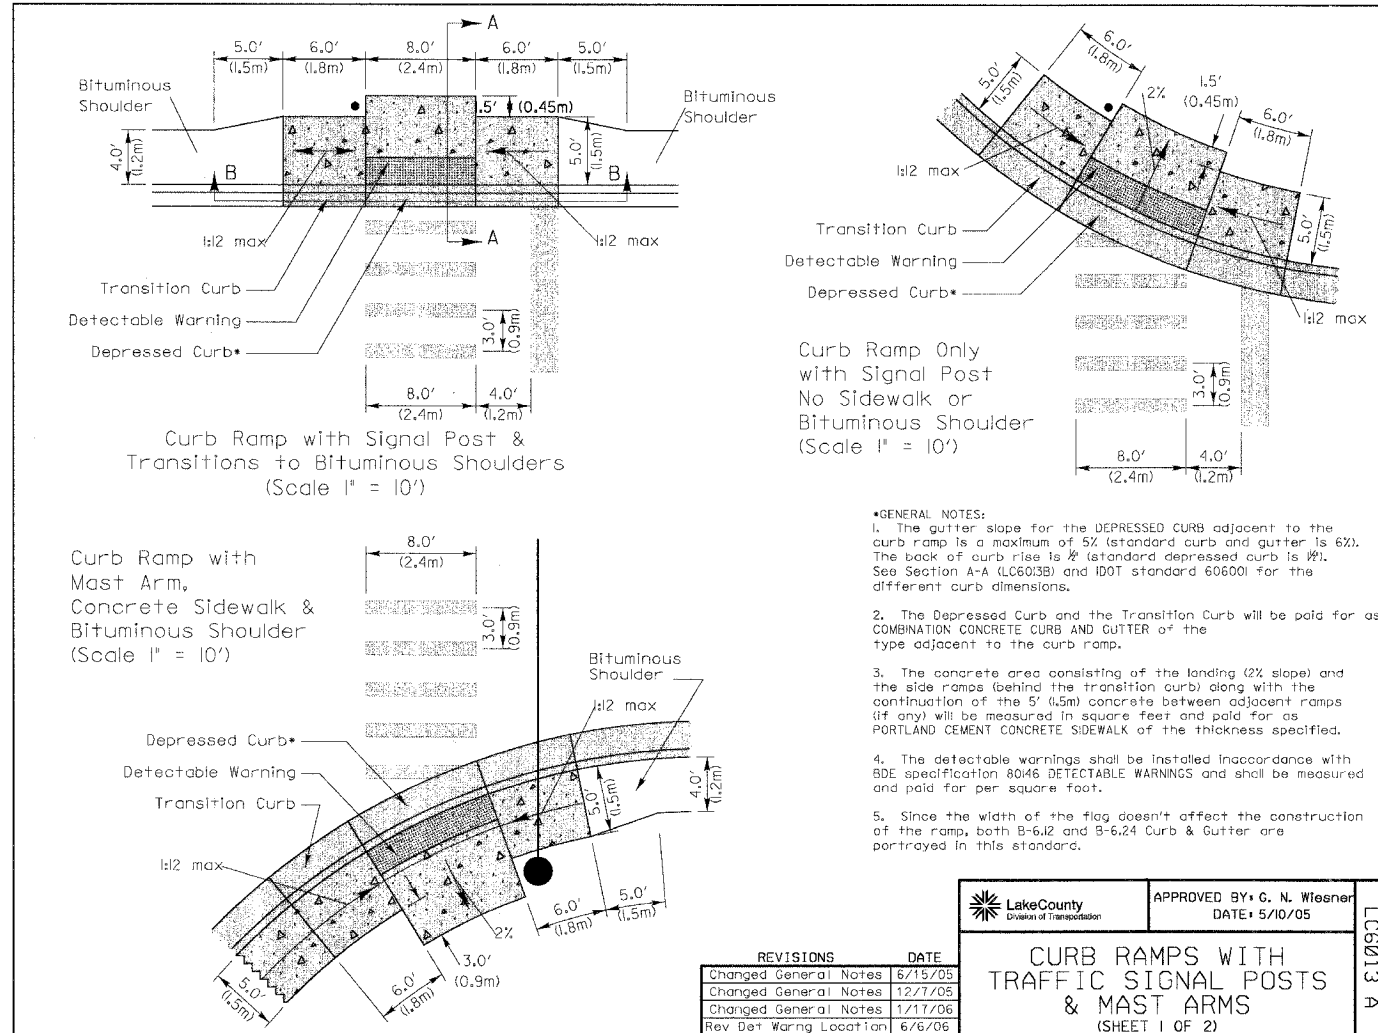 A
5.0' 6.0' 8.0' 6.0' 5.0'
(1.5m) (1.8m) (2.4m) (1.8m) (1.5m)
Bituminous
Shoulder
.5' (0.45m)
Bituminous
Shoulder
4.0'
(1.2m)
5.0'
(1.5m)
B
B
1:12 max
A
1:12 max
Transition Curb
Detectable Warning
Depressed Curb*
3.0'
(0.9m)
8.0' 4.0'
(2.4m) (1.2m)
Curb Ramp with Signal Post &
Transitions to Bituminous Shoulders
(Scale 1" = 10')
6.0'
(1.8m)
5.0'
(1.5m)
2%
1.5'
(0.45m)
6.0'
(1.8m)
1:12 max
Transition Curb
Detectable Warning
Depressed Curb*
5.0'
(1.5m)
1:12 max
Curb Ramp Only
with Signal Post
No Sidewalk or
Bituminous Shoulder
(Scale 1" = 10')
3.0'
(0.9m)
8.0' 4.0'
(2.4m) (1.2m)
Curb Ramp with
Mast Arm,
Concrete Sidewalk &
Bituminous Shoulder
(Scale 1" = 10')
8.0'
(2.4m)
3.0'
(0.9m)
Bituminous
Shoulder
1:12 max
Depressed Curb*
Detectable Warning
Transition Curb
1:12 max
5.0'
(1.5m)
4.0'
(1.2m)
2%
6.0'
(1.8m)
5.0'
(1.5m)
3.0'
(0.9m)
6.0'
(1.8m)
5.0'
(1.5m)
*GENERAL NOTES:
1. The gutter slope for the DEPRESSED CURB adjacent to the
curb ramp is a maximum of 5% (standard curb and gutter is 6%).
The back of curb rise is (standard depressed curb is ).
See Section A-A (LC6013B) and IDOT standard 606001 for the
different curb dimensions.
2. The Depressed Curb and the Transition Curb will be paid for as
COMBINATION CONCRETE CURB AND GUTTER of the
type adjacent to the curb ramp.
3. The concrete area consisting of the landing (2% slope) and
the side ramps (behind the transition curb) along with the
continuation of the 5' (1.5m) concrete between adjacent ramps
(if any) will be measured in square feet and paid for as
PORTLAND CEMENT CONCRETE SIDEWALK of the thickness specified.
4. The detectable warnings shall be installed inaccordance with
BDE specification 80146 DETECTABLE WARNINGS and shall be measured
and paid for per square foot.
5. Since the width of the flag doesn't affect the construction
of the ramp, both B-6.12 and B-6.24 Curb & Gutter are
portrayed in this standard.
REVISIONS DATE
Changed General Notes 6/15/05
Changed General Notes 12/7/05
Changed General Notes 1/17/06
Rev Det Warng Location 6/6/06
LakeCounty
Division of Transportation
APPROVED BY: G. N. Wiesner
DATE: 5/10/05
CURB RAMPS WITH
TRAFFIC SIGNAL POSTS
& MAST ARMS
(SHEET 1 OF 2)
LC6013 A